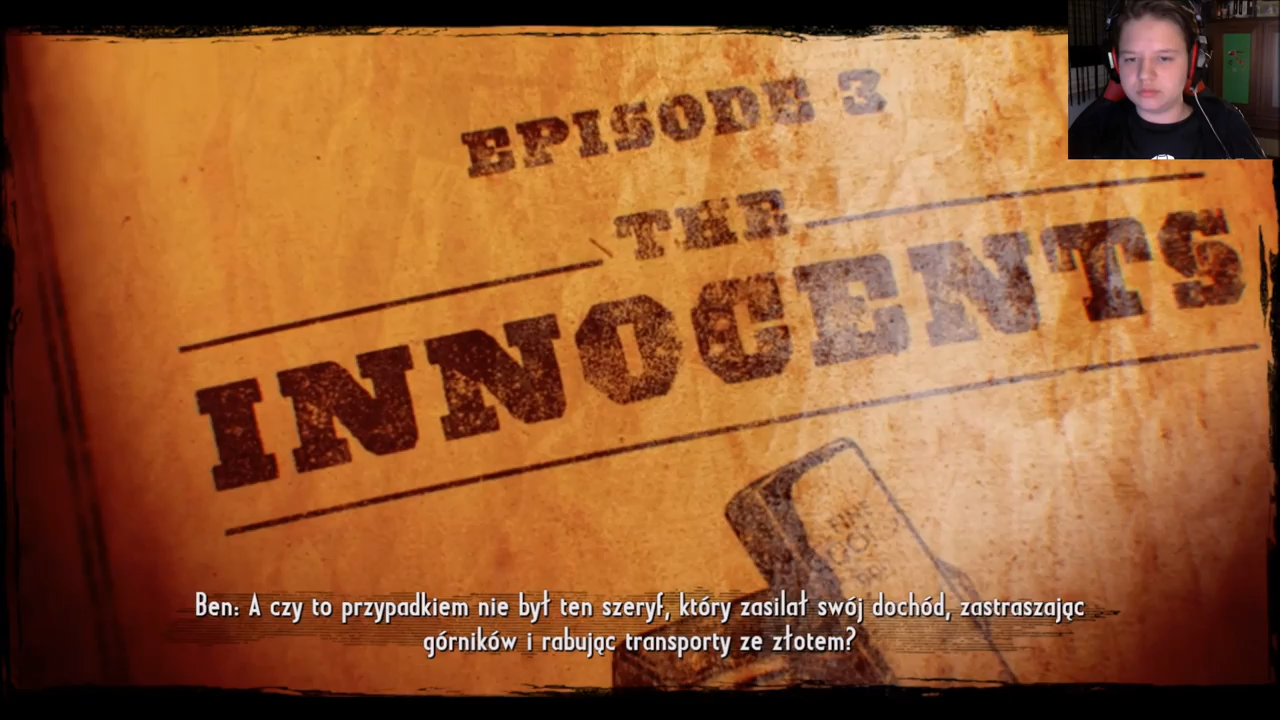 EPISODE 3
THE
INNOCENTS
Ben: A czy to przypadkiem nie był ten szeryf, który zasilał swój dochód, zastraszając
górników i rabując transporty ze złotem?